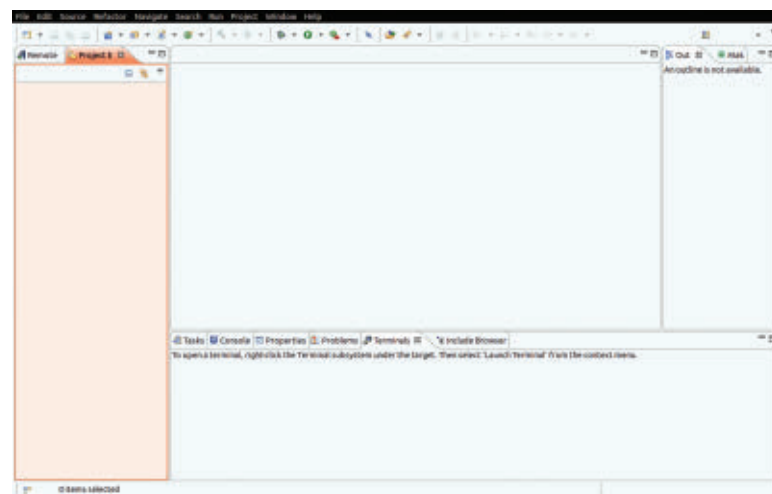 File Edit Source Refactor Navigate Search Run Project Window Help
Remote Project E
Out Mak
An outline is not available.
Tasks Console Properties Problems Terminals Include Browser
To open a terminal, right-click the Terminal subsystem under the target. Then select 'Launch Terminal' from the context menu.
0 items selected